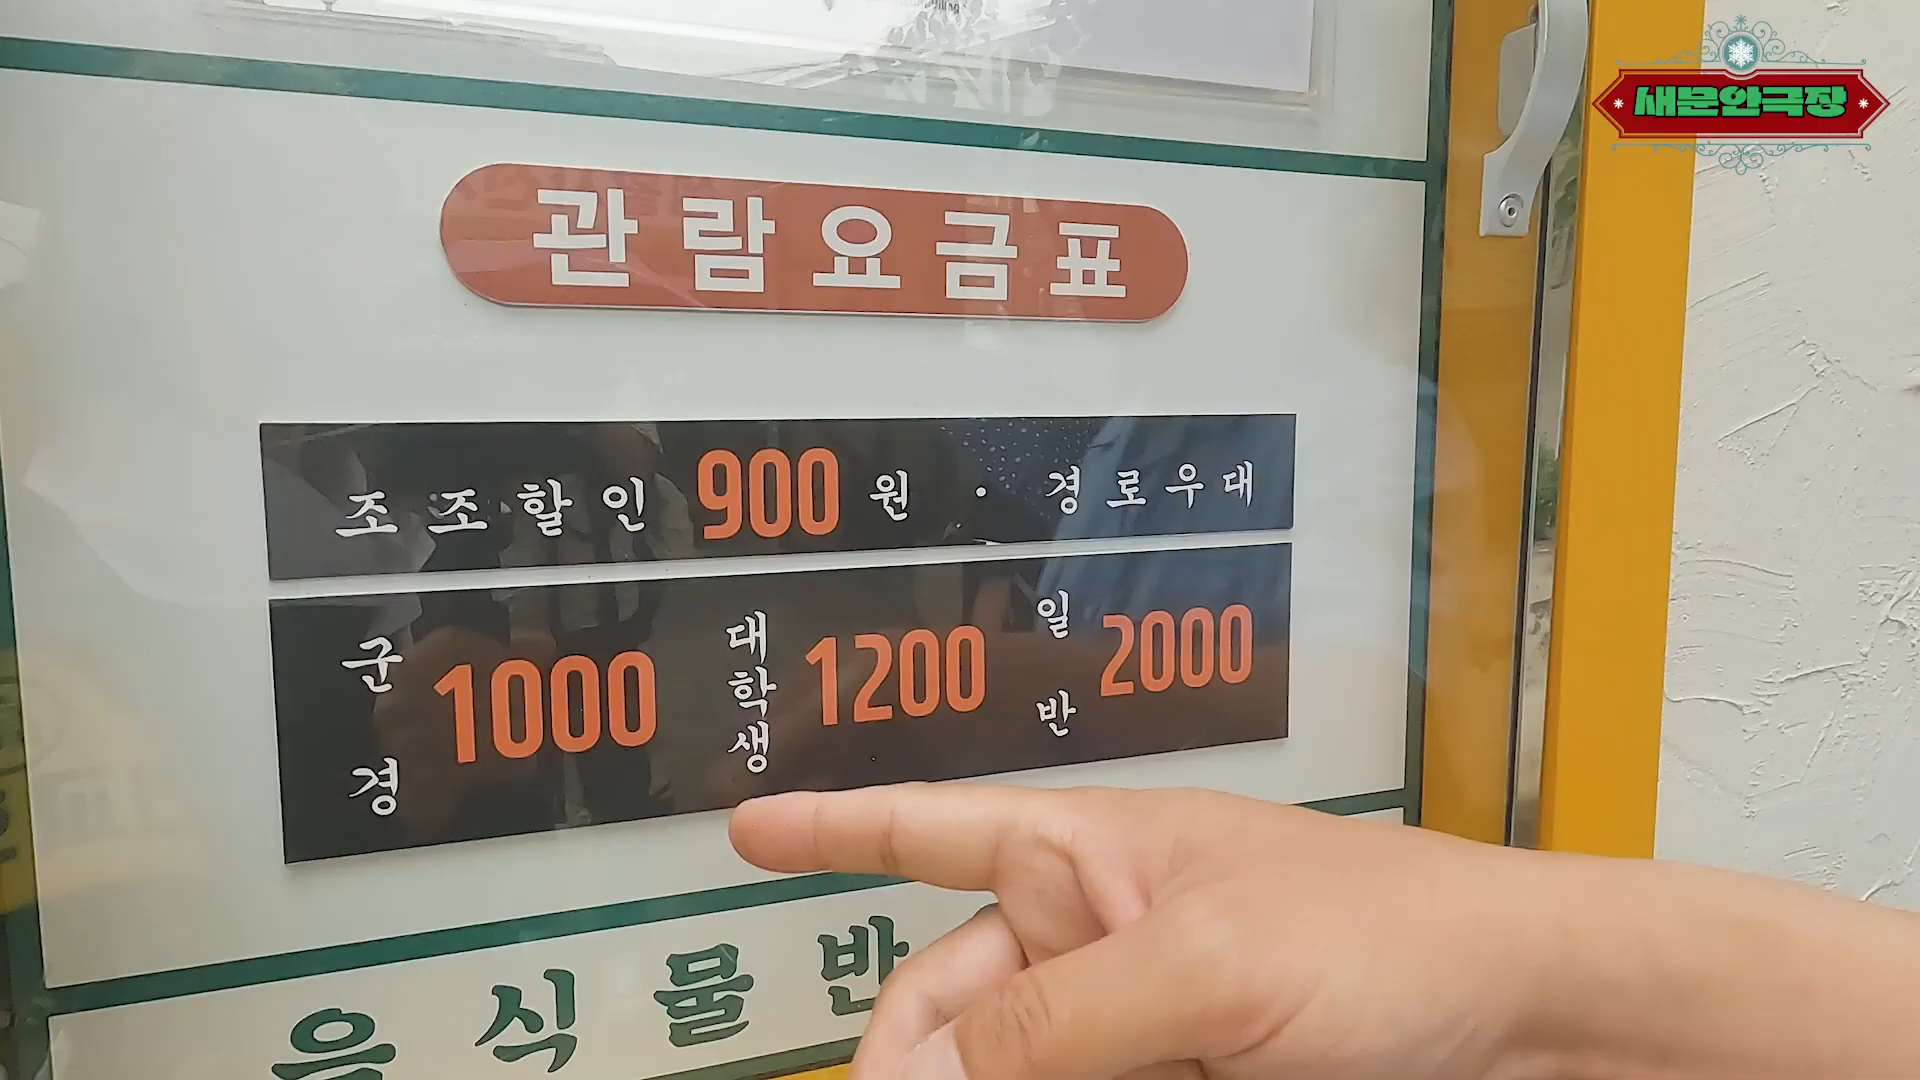 새문안극장
관람요금표
조조할인 900원 · 경로우대
군경 1000 대학생 1200 일반 2000
음식물반